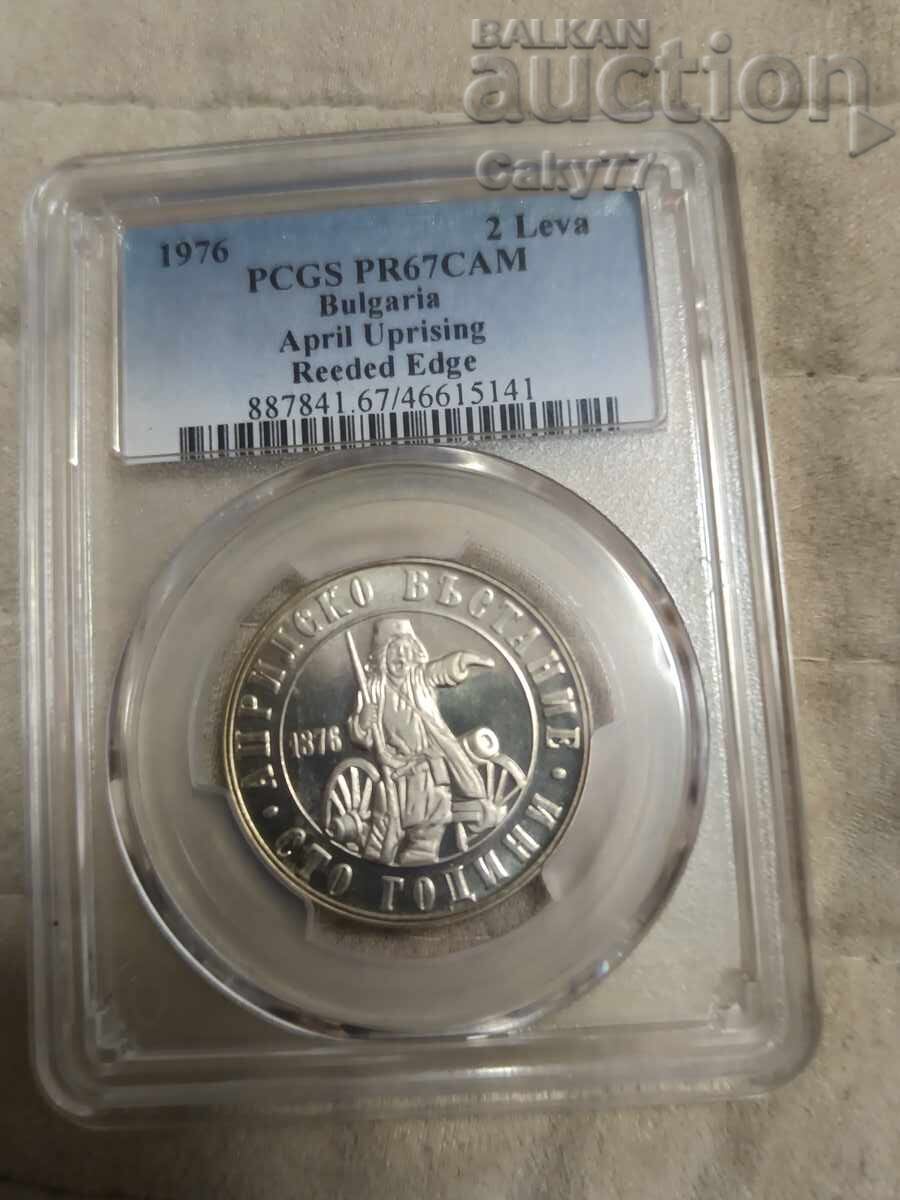 BALKAN
auction
Caky77
1976 2 Leva
PCGS PR67CAM
Bulgaria
April Uprising
Reeded Edge
887841.67/46615141
АПРИЛСКО ВЪСТАНИЕ
1876
СТО ГОДИНИ